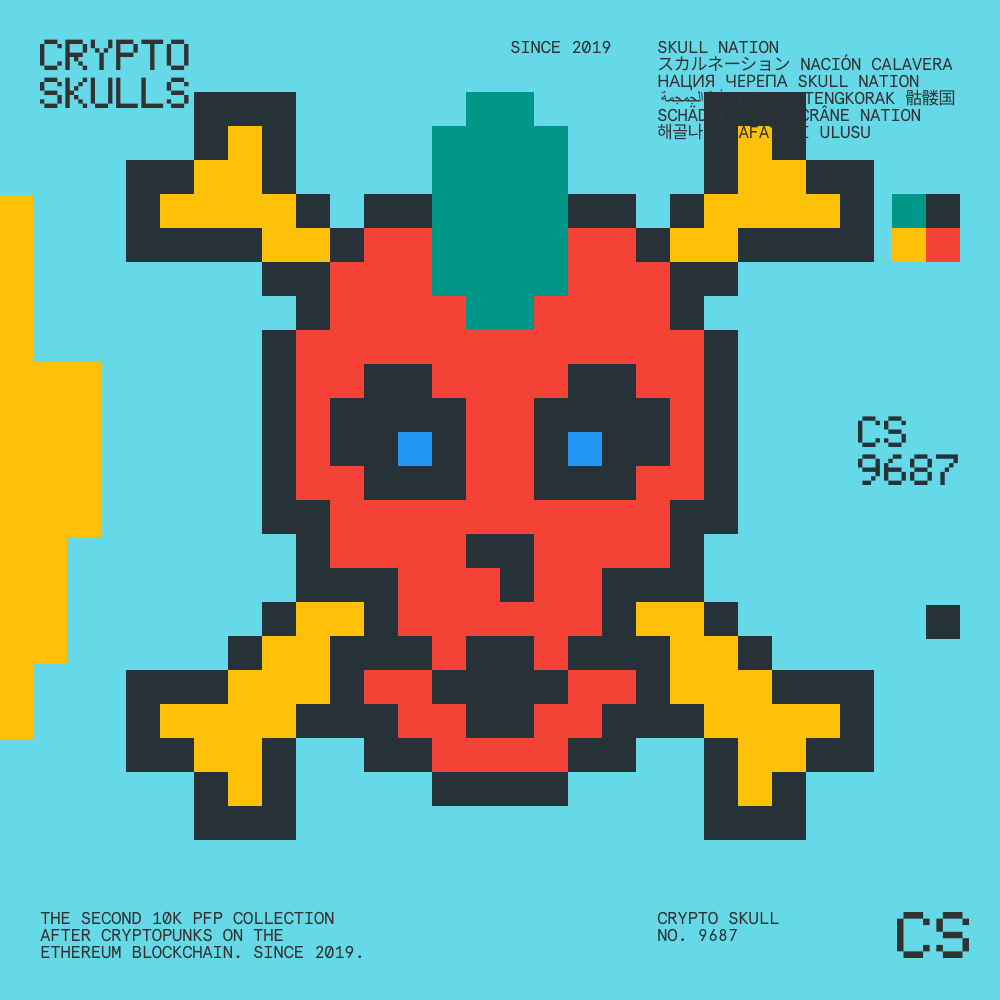 CRYPTO
SKULLS
SINCE 2019
SKULL NATION
スカルネーション NACIÓN CALAVERA
НАЦИЯ ЧЕРЕПА SKULL NATION
TENGKORAK 骷髅国
CRÂNE NATION
해골나 ULUSU
CS
9687
THE SECOND 10K PFP COLLECTION
AFTER CRYPTOPUNKS ON THE
ETHEREUM BLOCKCHAIN. SINCE 2019.
CRYPTO SKULL
NO. 9687
CS